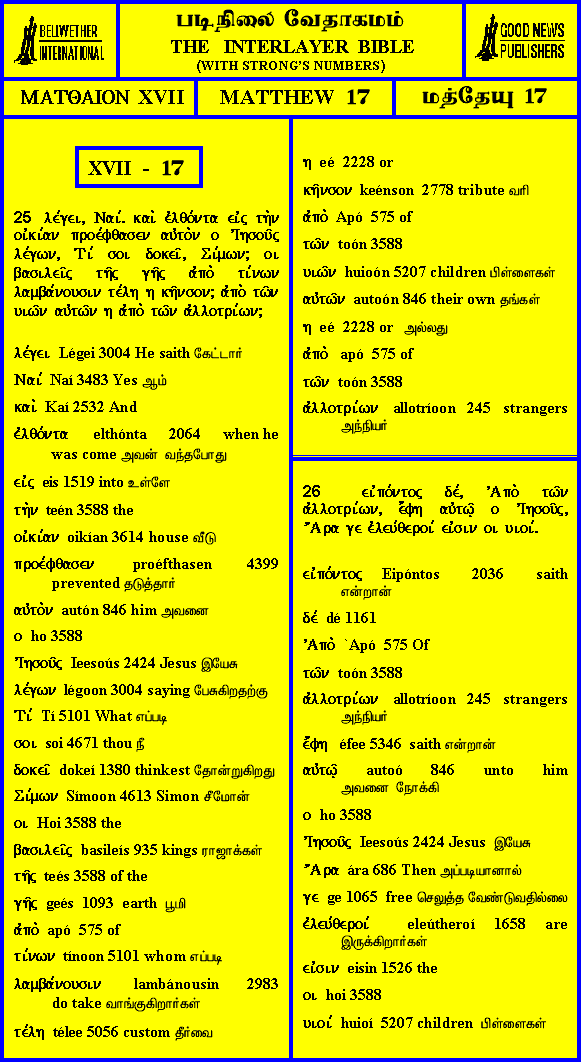 BELIWETHER
INTERNATIONAL
படிநிலை வேதாகமம்
THE INTERLAYER BIBLE
(WITH STRONG'S NUMBERS)
GOOD NEWS
PUBLISHERS
ΜΑΤΘΑΙΟΝ XVII
MATTHEW 17
மத்தேயு 17
XVII - 17
25 λέγει, Ναί. καὶ ἐλθόντα εἰς τὴν
οἰκίαν προέφθασεν αὐτὸν ο Ἰησοῦς
λέγων, Τί σοι δοκεῖ, Σίμων; οι
βασιλεῖς τῆς γῆς ἀπὸ τίνων
λαμβάνουσιν τέλη η κῆνσον; ἀπὸ τῶν
υιῶν αὐτῶν η ἀπὸ τῶν ἀλλοτρίων;
λέγει Légei 3004 He saith கேட்டார்
Ναί Naí 3483 Yes ஆம்
καὶ Kaí 2532 And
ἐλθόντα elthónta 2064 when he
was come அவன் வந்தபோது
εἰς eis 1519 into உள்ளே
τὴν teén 3588 the
οἰκίαν oikían 3614 house வீடு
προέφθασεν proéfthasen 4399
prevented தடுத்தார்
αὐτὸν autón 846 him அவனை
ο ho 3588
Ἰησοῦς Ieesoús 2424 Jesus இயேசு
λέγων légoon 3004 saying பேசுகிறதற்கு
Τί Tí 5101 What எப்படி
σοι soi 4671 thou நீ
δοκεῖ dokeí 1380 thinkest தோன்றுகிறது
Σίμων Símoon 4613 Simon சீமோன்
οι Hoi 3588 the
βασιλεῖς basileís 935 kings ராஜாக்கள்
τῆς teés 3588 of the
γῆς geés 1093 earth பூமி
ἀπὸ apó 575 of
τίνων tínoon 5101 whom எப்படி
λαμβάνουσιν lambánousin 2983
do take வாங்குகிறார்கள்
τέλη télee 5056 custom தீர்வை
η eé 2228 or
κῆνσον keénson 2778 tribute வரி
ἀπὸ Apó 575 of
τῶν toón 3588
υιῶν huioón 5207 children பிள்ளைகள்
αὐτῶν autoón 846 their own தங்கள்
η eé 2228 or அல்லது
ἀπὸ apó 575 of
τῶν toón 3588
ἀλλοτρίων allotríoon 245 strangers
அந்நியர்
26 εἰπόντος δέ, Ἀπὸ τῶν
ἀλλοτρίων, ἔφη αὐτῷ ο Ἰησοῦς,
Ἄρα γε ἐλεύθεροί εἰσιν οι υιοί.
εἰπόντος Eipóntos 2036 saith
என்றான்
δέ dé 1161
Ἀπὸ `Apó 575 Of
τῶν toón 3588
ἀλλοτρίων allotríoon 245 strangers
அந்நியர்
ἔφη éfee 5346 saith என்றான்
αὐτῷ autoó 846 unto him
அவனை நோக்கி
ο ho 3588
Ἰησοῦς Ieesoús 2424 Jesus இயேசு
Ἄρα ára 686 Then அப்படியானால்
γε ge 1065 free செலுத்த வேண்டுவதில்லை
ἐλεύθεροί eleútheroí 1658 are
இருக்கிறார்கள்
εἰσιν eisin 1526 the
οι hoi 3588
υιοί huioí 5207 children பிள்ளைகள்